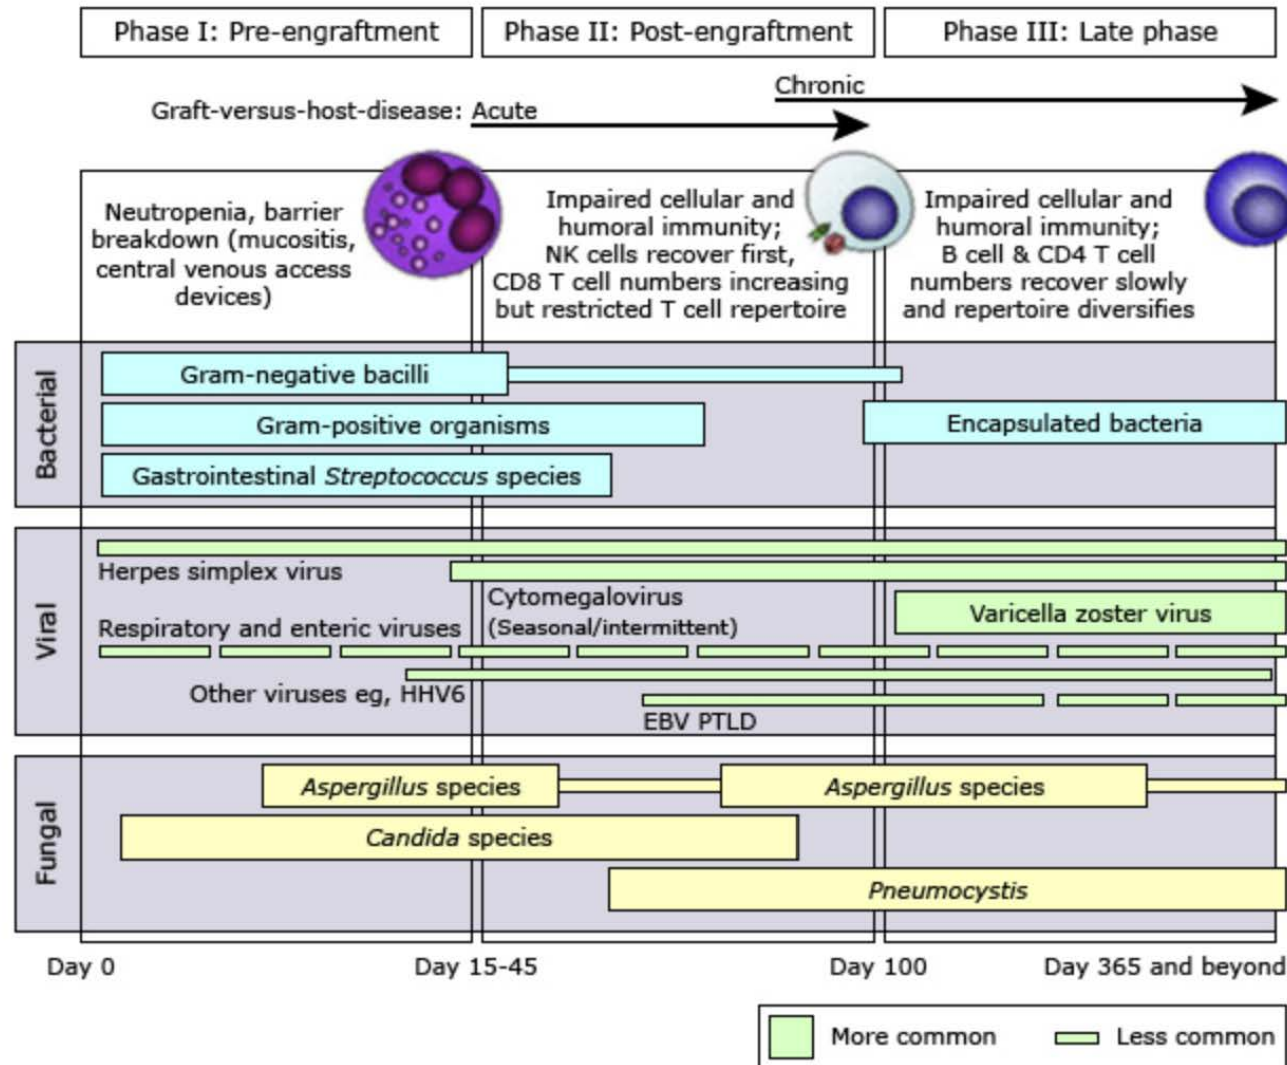 Phase I: Pre-engraftment
Phase II: Post-engraftment
Phase III: Late phase
Chronic
Graft-versus-host-disease: Acute
Neutropenia, barrier
breakdown (mucositis,
central venous access
devices)
Impaired cellular and
humoral immunity;
NK cells recover first,
CD8 T cell numbers increasing
but restricted T cell repertoire
Impaired cellular and
humoral immunity;
B cell & CD4 T cell
numbers recover slowly
and repertoire diversifies
Bacterial
Gram-negative bacilli
Gram-positive organisms
Encapsulated bacteria
Gastrointestinal Streptococcus species
Viral
Herpes simplex virus
Cytomegalovirus
Varicella zoster virus
Respiratory and enteric viruses
(Seasonal/intermittent)
Other viruses eg, HHV6
EBV PTLD
Fungal
Aspergillus species
Aspergillus species
Candida species
Pneumocystis
Day 0
Day 15-45
Day 100
Day 365 and beyond
More common
Less common